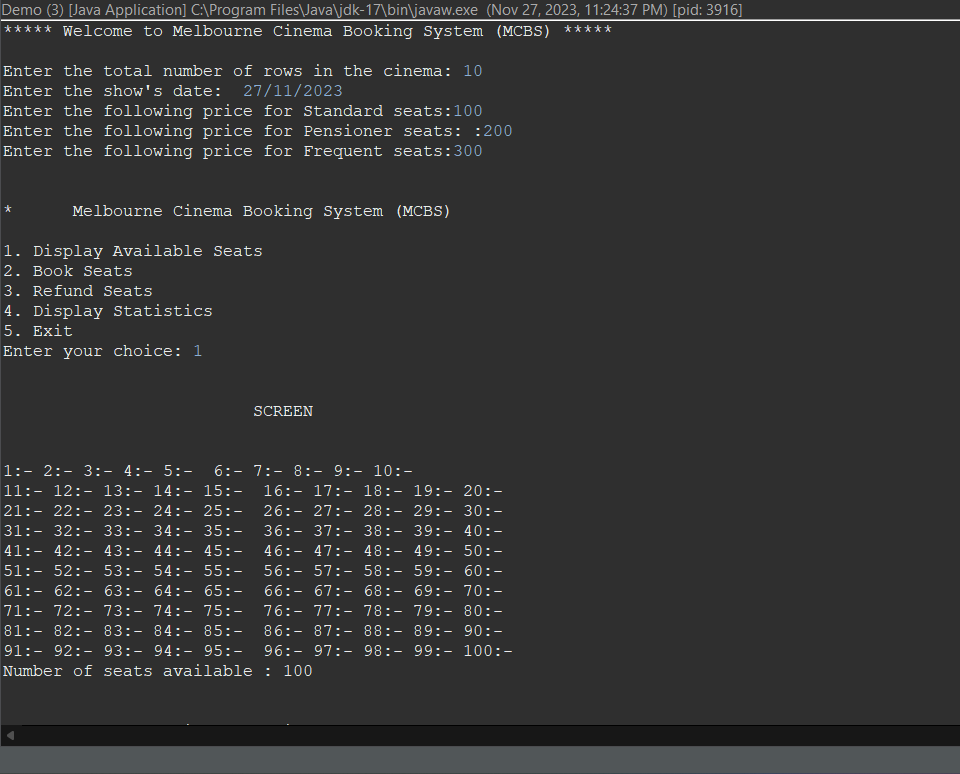 Demo (3) [Java Application] C:\Program Files\Java\jdk-17\bin\javaw.exe (Nov 27, 2023, 11:24:37 PM) [pid: 3916]
***** Welcome to Melbourne Cinema Booking System (MCBS) *****
Enter the total number of rows in the cinema: 10
Enter the show's date:  27/11/2023
Enter the following price for Standard seats:100
Enter the following price for Pensioner seats: :200
Enter the following price for Frequent seats:300
*      Melbourne Cinema Booking System (MCBS)
1. Display Available Seats
2. Book Seats
3. Refund Seats
4. Display Statistics
5. Exit
Enter your choice: 1
SCREEN
1:- 2:- 3:- 4:- 5:-  6:- 7:- 8:- 9:- 10:-
11:- 12:- 13:- 14:- 15:-  16:- 17:- 18:- 19:- 20:-
21:- 22:- 23:- 24:- 25:-  26:- 27:- 28:- 29:- 30:-
31:- 32:- 33:- 34:- 35:-  36:- 37:- 38:- 39:- 40:-
41:- 42:- 43:- 44:- 45:-  46:- 47:- 48:- 49:- 50:-
51:- 52:- 53:- 54:- 55:-  56:- 57:- 58:- 59:- 60:-
61:- 62:- 63:- 64:- 65:-  66:- 67:- 68:- 69:- 70:-
71:- 72:- 73:- 74:- 75:-  76:- 77:- 78:- 79:- 80:-
81:- 82:- 83:- 84:- 85:-  86:- 87:- 88:- 89:- 90:-
91:- 92:- 93:- 94:- 95:-  96:- 97:- 98:- 99:- 100:-
Number of seats available : 100